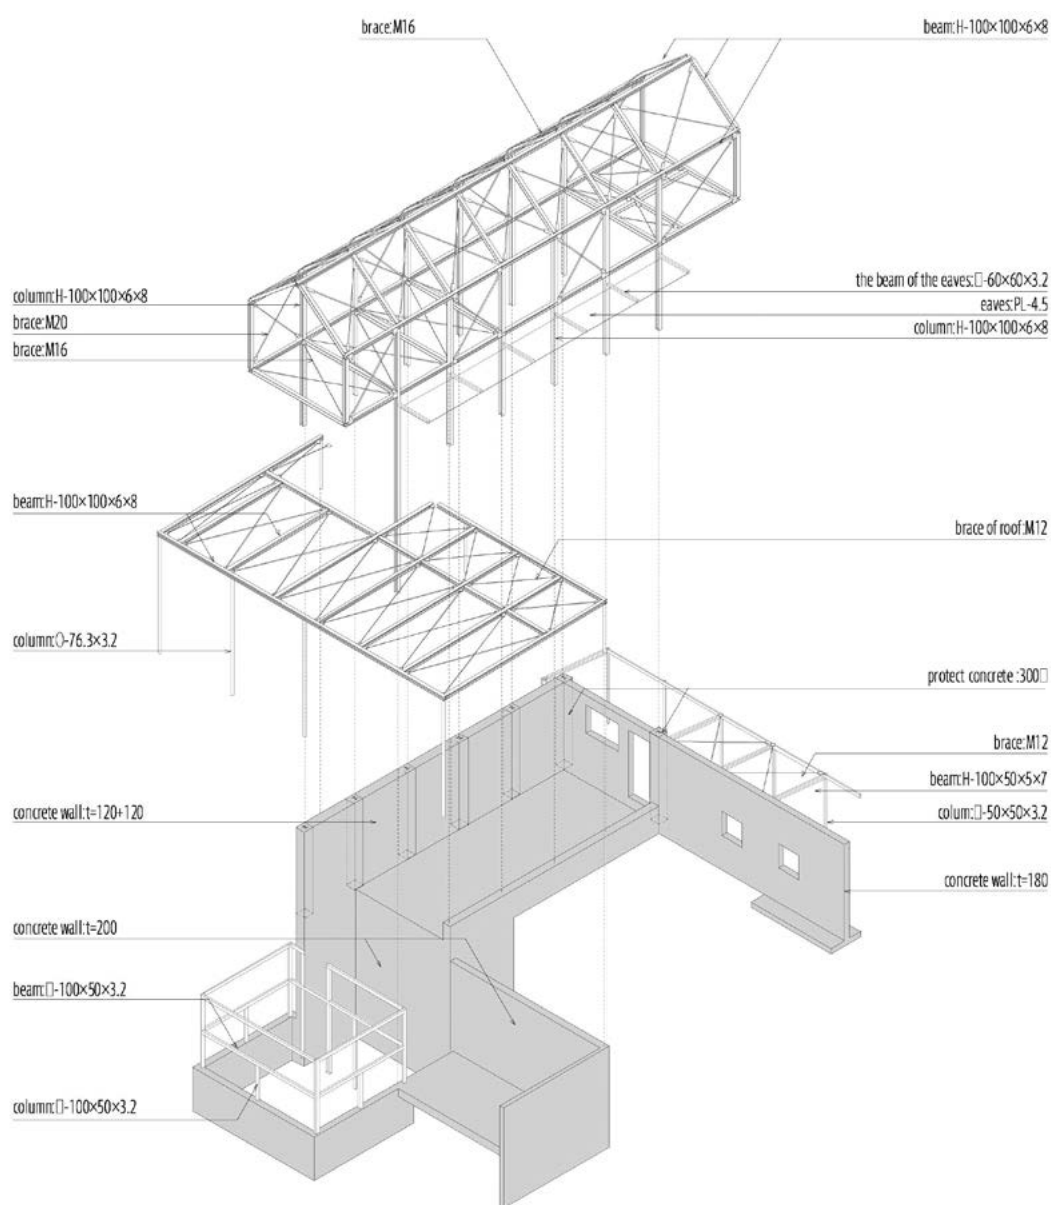 brace:M16
beam:H-100×100×6×8
column:H-100×100×6×8
brace:M20
brace:M16
the beam of the eaves:□-60×60×3.2
eaves:PL-4.5
column:H-100×100×6×8
beam:H-100×100×6×8
brace of roof:M12
column:○-76.3×3.2
protect concrete :300□
brace:M12
beam:H-100×50×5×7
colum:□-50×50×3.2
concrete wall:t=120+120
concrete wall:t=180
concrete wall:t=200
beam:□-100×50×3.2
column:□-100×50×3.2